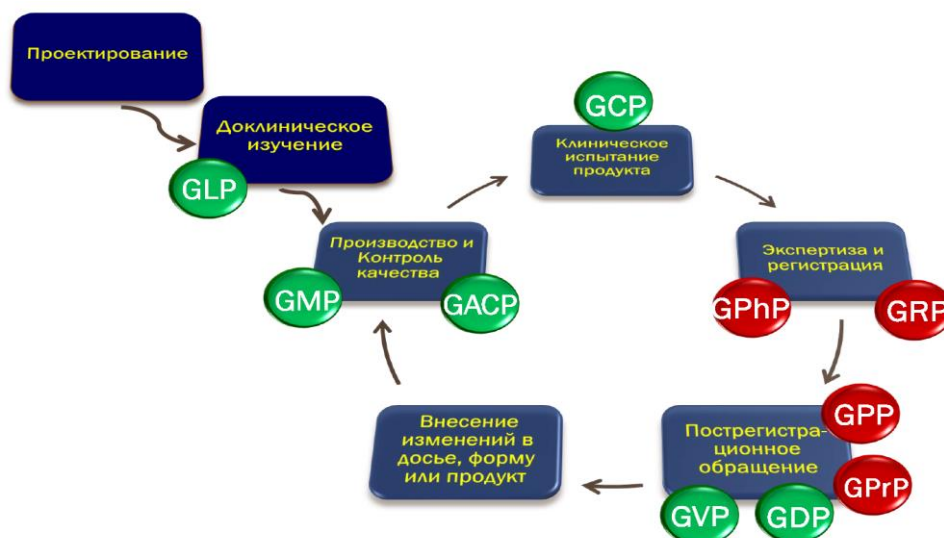 Проектирование
Доклиническое
изучение
GLP
GCP
Клиническое
испытание
продукта
Производство и
Контроль
качества
GMP
GACP
Экспертиза и
регистрация
GPhP
GRP
Пострегистра-
ционное
обращение
GPP
GPrP
GVP
GDP
Внесение
изменений в
досье, форму
или продукт